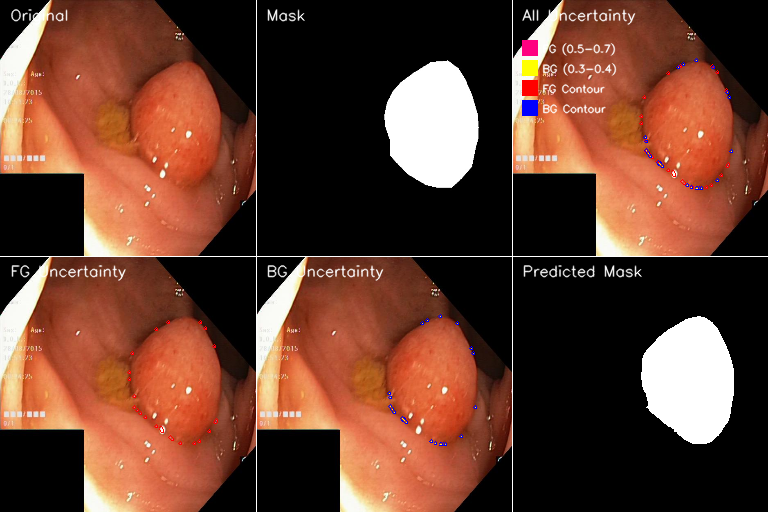 Original
Mask
All Uncertainty
FG (0.5-0.7)
BG (0.3-0.4)
FG Contour
BG Contour
FG Uncertainty
BG Uncertainty
Predicted Mask